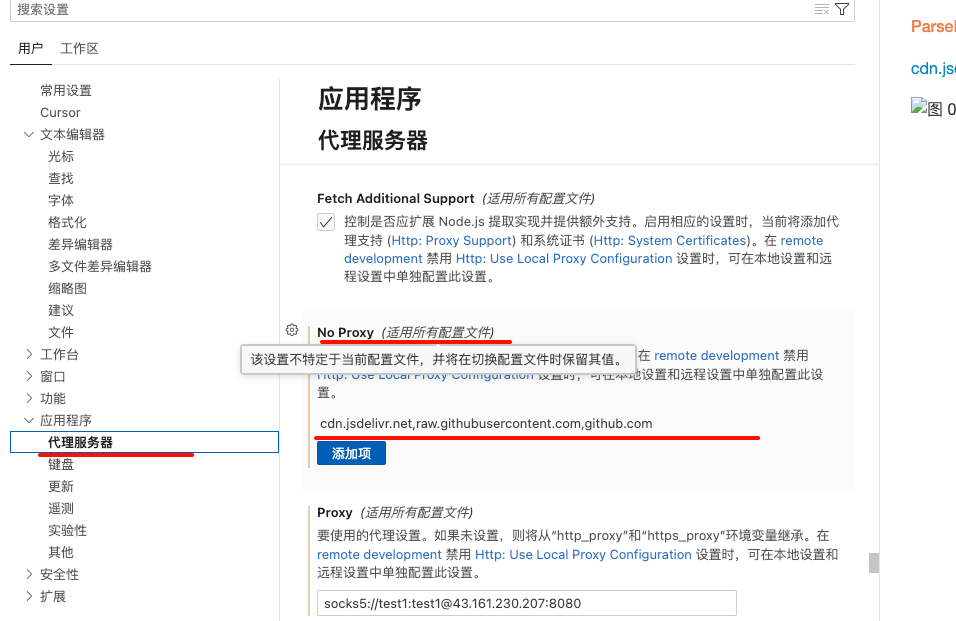 搜索设置
用户 工作区
常用设置
Cursor
文本编辑器
光标
查找
字体
格式化
差异编辑器
多文件差异编辑器
缩略图
建议
文件
工作台
窗口
功能
应用程序
代理服务器
键盘
更新
遥测
实验性
其他
安全性
扩展
应用程序
代理服务器
Fetch Additional Support (适用所有配置文件)
控制是否应扩展 Node.js 提取实现并提供额外支持。启用相应的设置时，当前将添加代
理支持 (Http: Proxy Support) 和系统证书 (Http: System Certificates)。在 remote
development 禁用 Http: Use Local Proxy Configuration 设置时，可在本地设置和远
程设置中单独配置此设置。
No Proxy (适用所有配置文件)
该设置不特定于当前配置文件，并将在切换配置文件时保留其值。
在 remote development 禁用
Http: Use Local Proxy Configuration 设置时，可在本地设置和远程设置中单独配置此设
置。
cdn.jsdelivr.net,raw.githubusercontent.com,github.com
添加项
Proxy (适用所有配置文件)
要使用的代理设置。如果未设置，则将从“http_proxy”和“https_proxy”环境变量继承。在
remote development 禁用 Http: Use Local Proxy Configuration 设置时，可在本地设置和
远程设置中单独配置此设置。
socks5://test1:test1@43.161.230.207:8080
cdn.js
图 0